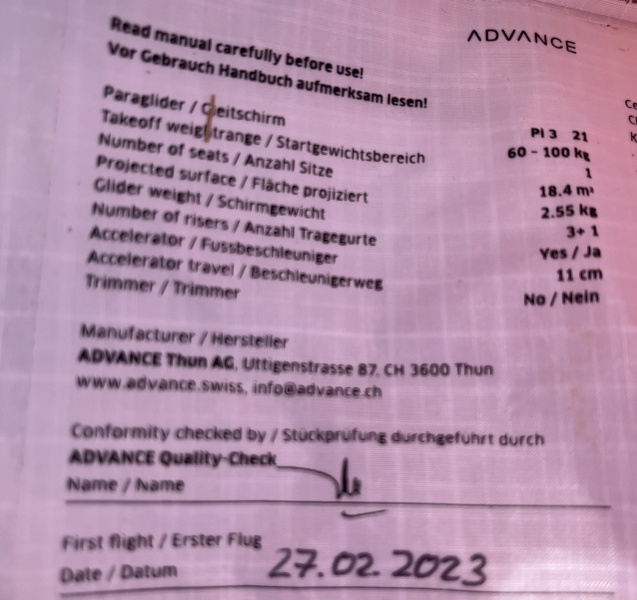 ADVANCE
Read manual carefully before use!
Vor Gebrauch Handbuch aufmerksam lesen!
Paraglider / Gleitschirm PI 3 21
Takeoff weightrange / Startgewichtsbereich 60 - 100 kg
Number of seats / Anzahl Sitze 1
Projected surface / Fläche projiziert 18.4 m²
Glider weight / Schirmgewicht 2.55 kg
Number of risers / Anzahl Tragegurte 3+ 1
Accelerator / Fussbeschleuniger Yes / Ja
Accelerator travel / Beschleunigerweg 11 cm
Trimmer / Trimmer No / Nein
Manufacturer / Hersteller
ADVANCE Thun AG, Uttigenstrasse 87, CH 3600 Thun
www.advance.swiss, info@advance.ch
Conformity checked by / Stückprüfung durchgeführt durch
ADVANCE Quality-Check
Name / Name
First flight / Erster Flug
Date / Datum 27.02.2023